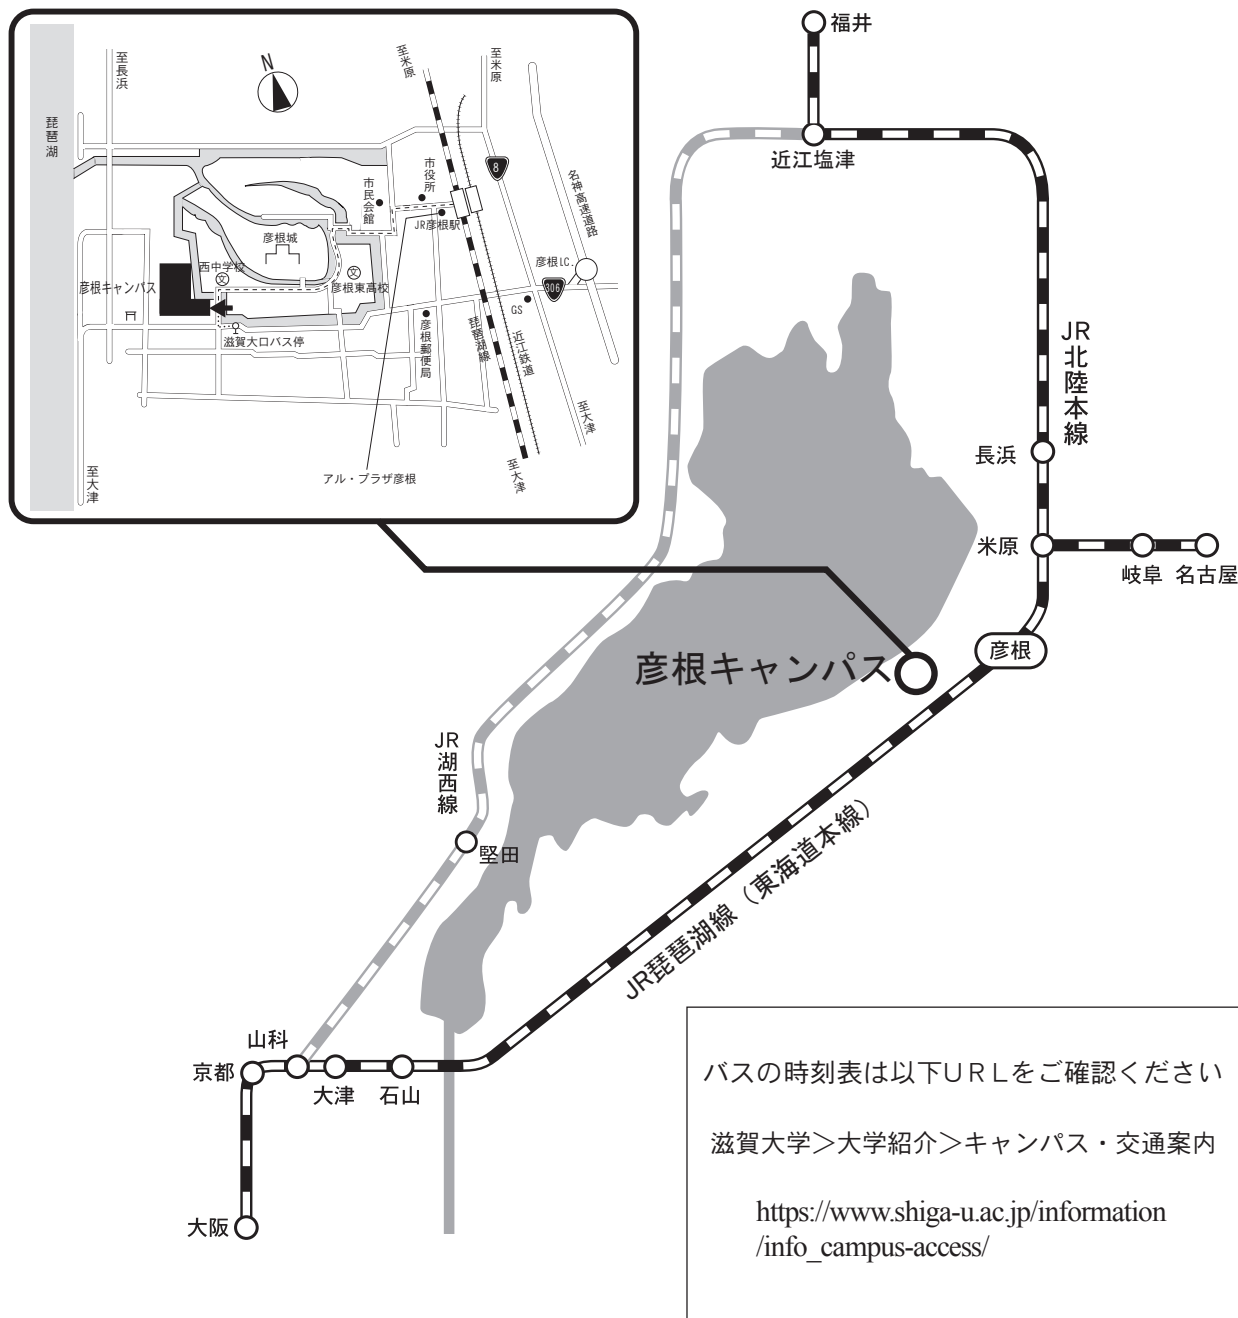 福井
近江塩津
JR北陸本線
長浜
米原
岐阜
名古屋
彦根
彦根キャンパス
JR湖西線
堅田
JR琵琶湖線（東海道本線）
山科
京都
大津
石山
大阪
N
琵琶湖
至長浜
至米原
至米原
8
名神高速道路
市役所
市民会館
JR彦根駅
彦根城
西中学校
文
文
彦根東高校
彦根I.C.
306
彦根キャンパス
GS
滋賀大口バス停
彦根郵便局
琵琶湖線
近江鉄道
至大津
至大津
至大津
アル・プラザ彦根
バスの時刻表は以下ＵＲＬをご確認ください
滋賀大学＞大学紹介＞キャンパス・交通案内
https://www.shiga-u.ac.jp/information
/info_campus-access/